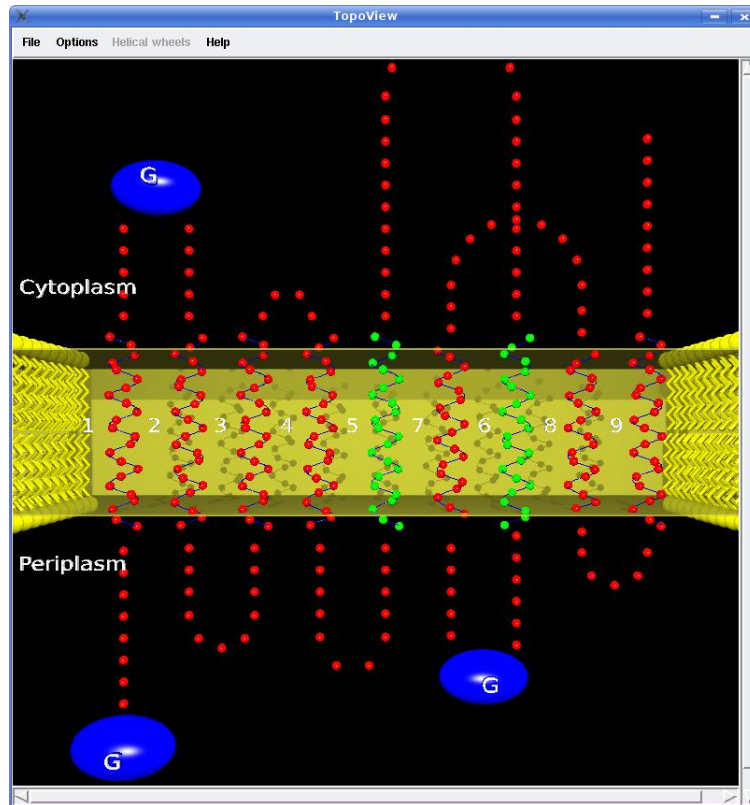 TopoView
File Options Helical wheels Help
G
Cytoplasm
1 2 3 4 5 7 6 8 9
Periplasm
G
G